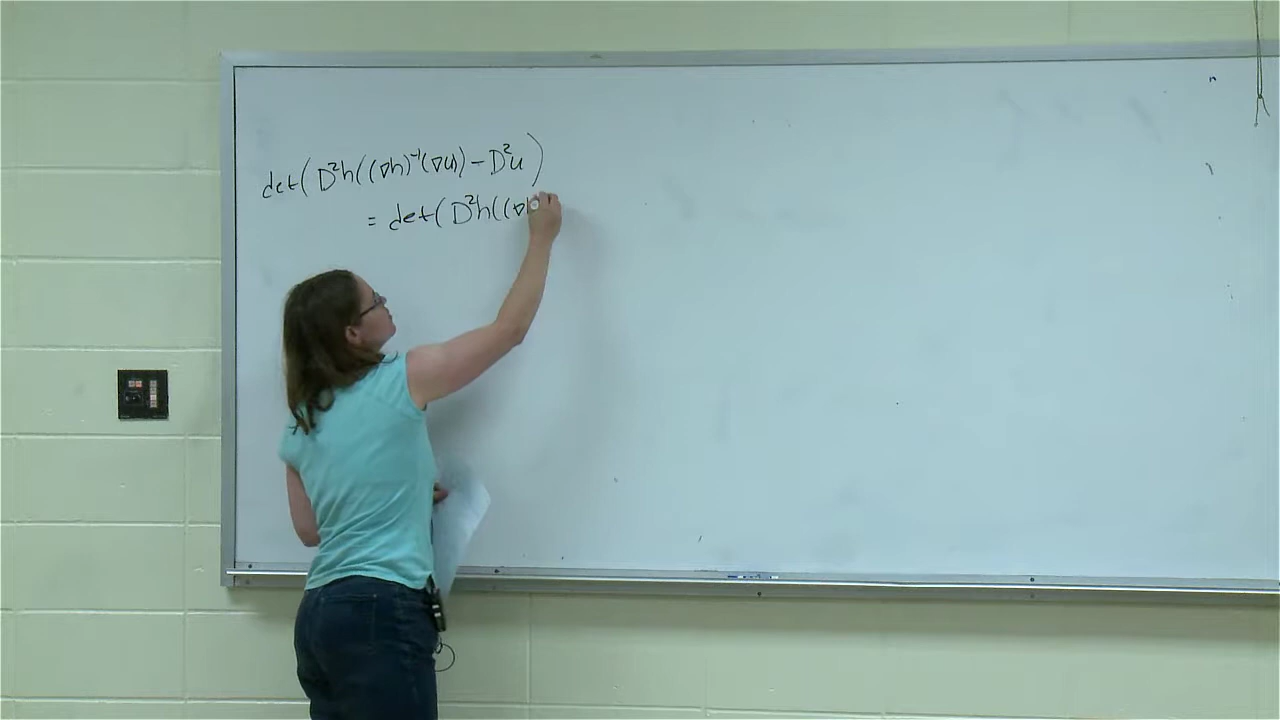 det(D²h((∇h)⁻¹(∇u)) - D²u)
= det(D²h((∇